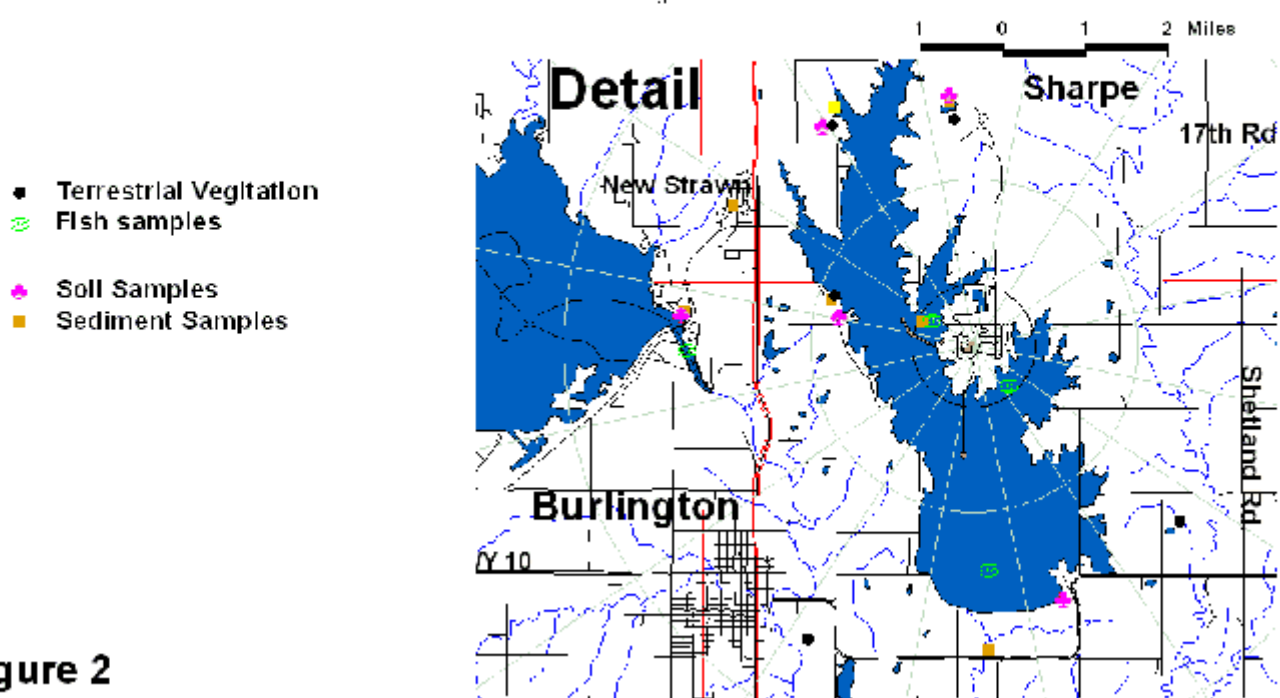 1 0 1 2 Miles
Detail
Sharpe
17th Rd
Terrestrial Vegitation
New Strawn
Fish samples
Soil Samples
Sediment Samples
Shetland Rd.
Burlington
/Y 10
gure 2